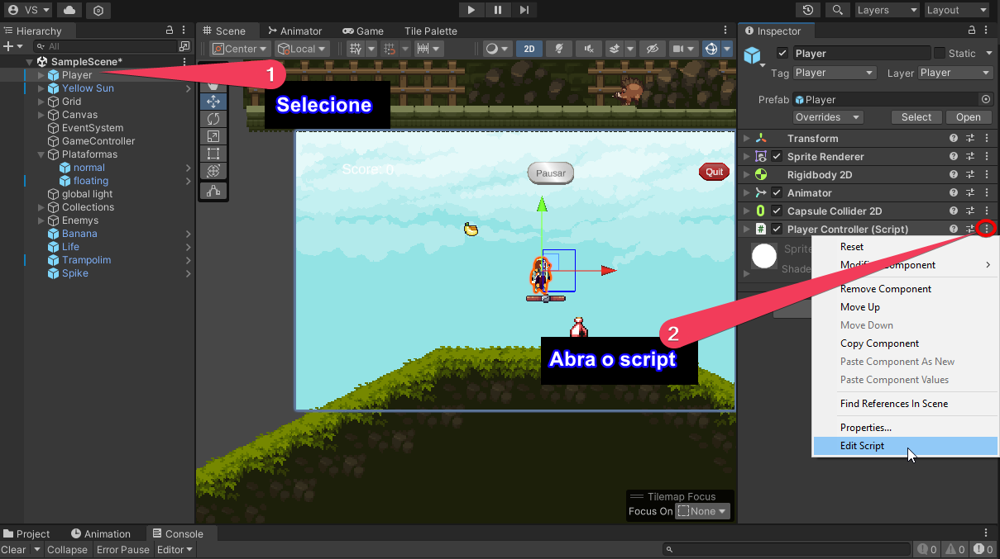 VS
Layers
Layout
Hierarchy
All
SampleScene*
Player
Yellow Sun
Grid
Canvas
EventSystem
GameController
Plataformas
normal
floating
global light
Collections
Enemys
Banana
Life
Trampolim
Spike
Scene
Animator
Game
Tile Palette
Center
Local
2D
1
Selecione
Score: 0
Pausar
Quit
2
Abra o script
Tilemap Focus
Focus On
None
Inspector
Player
Static
Tag
Player
Layer
Player
Prefab
Player
Overrides
Select
Open
Transform
Sprite Renderer
Rigidbody 2D
Animator
Capsule Collider 2D
Player Controller (Script)
Sprite
Shade
Reset
Component
Remove Component
Move Up
Move Down
Copy Component
Paste Component As New
Paste Component Values
Find References In Scene
Properties...
Edit Script
Project
Animation
Console
Clear
Collapse
Error Pause
Editor
0
0
0